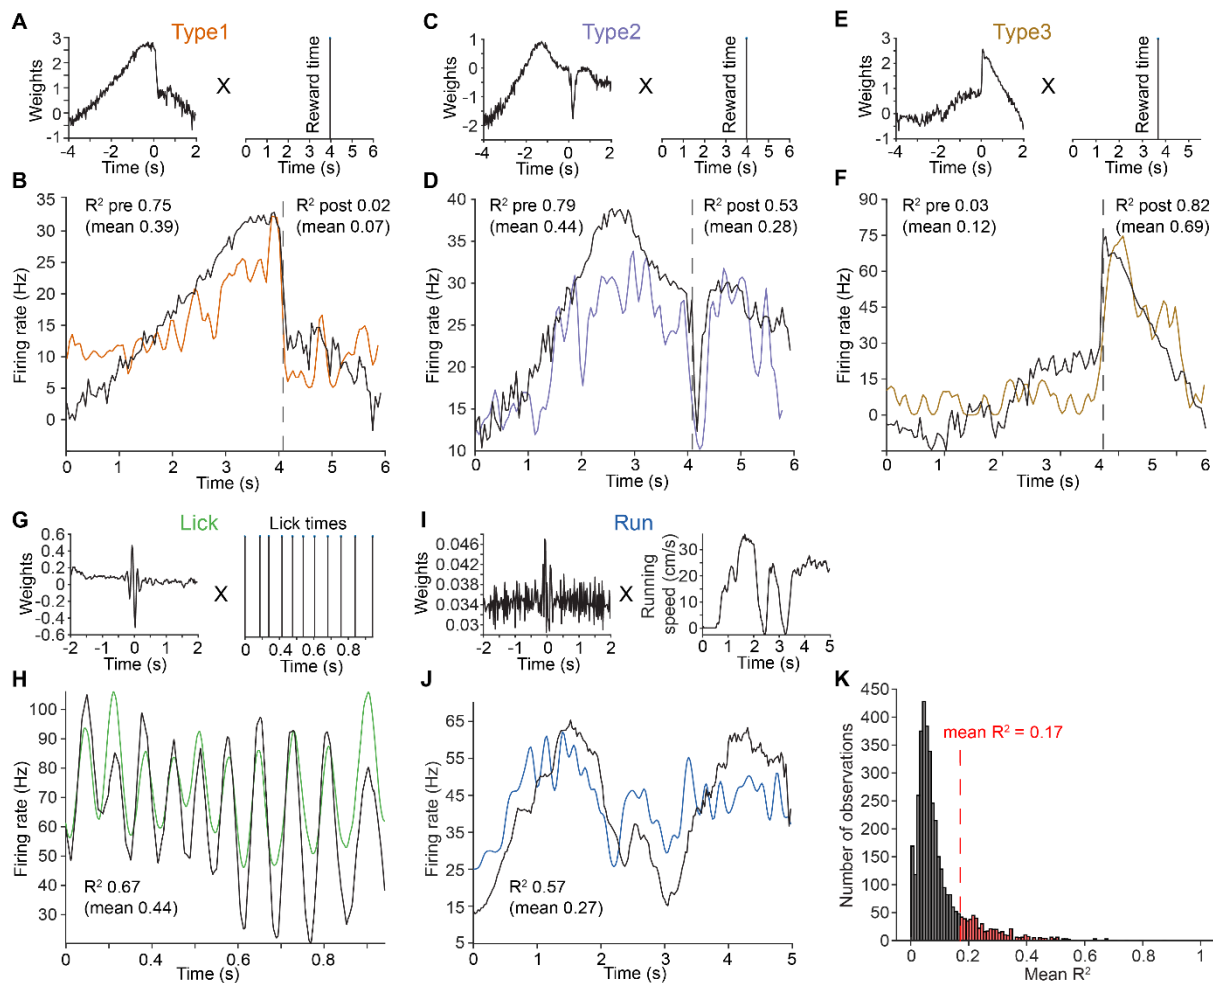 A
Type1
Weights
3
2
1
0
-1
-4
-2
0
2
Time (s)
X
Reward time
0 1 2 3 4 5 6
Time (s)
C
Type2
Weights
1
0
-1
-2
-4
-2
0
2
Time (s)
X
Reward time
0 1 2 3 4 5 6
Time (s)
E
Type3
Weights
3
2
1
0
-1
-4
-2
0
2
Time (s)
X
Reward time
0 1 2 3 4 5
Time (s)
B
R² pre 0.75
(mean 0.39)
R² post 0.02
(mean 0.07)
Firing rate (Hz)
35
30
25
20
15
10
5
0
0 1 2 3 4 5 6
Time (s)
D
R² pre 0.79
(mean 0.44)
R² post 0.53
(mean 0.28)
Firing rate (Hz)
40
35
30
25
20
15
10
0 1 2 3 4 5 6
Time (s)
F
R² pre 0.03
(mean 0.12)
R² post 0.82
(mean 0.69)
Firing rate (Hz)
90
75
60
45
30
15
0
0 1 2 3 4 5 6
Time (s)
G
Lick
Weights
0.6
0.4
0.2
0
-0.2
-0.4
-0.6
-2 -1 0 1 2
Time (s)
X
Lick times
0 0.4 0.8
Time (s)
I
Run
Weights
0.046
0.04
0.034
0.028
-2 -1 0 1 2
Time (s)
X
Running
speed (cm/s)
30
20
10
0
0 1 2 3 4 5
Time (s)
H
Firing rate (Hz)
100
90
80
70
60
50
40
30
R² 0.67
(mean 0.44)
0 0.2 0.4 0.6 0.8
Time (s)
J
Firing rate (Hz)
65
55
45
35
25
15
5
R² 0.57
(mean 0.27)
0 1 2 3 4 5
Time (s)
K
Number of observations
450
400
350
300
250
200
150
100
50
0
mean R² = 0.17
0 0.2 0.4 0.6 0.8 1
Mean R²